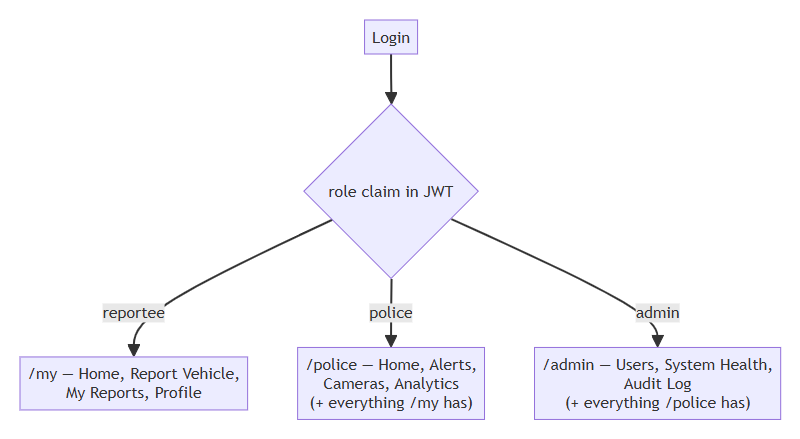 Login
role claim in JWT
reportee
police
admin
/my — Home, Report Vehicle,
My Reports, Profile
/police — Home, Alerts,
Cameras, Analytics
(+ everything /my has)
/admin — Users, System Health,
Audit Log
(+ everything /police has)